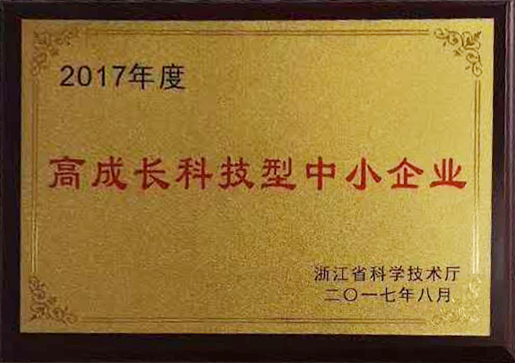 2017年度
高成长科技型中小企业
浙江省科学技术厅
二〇一七年八月